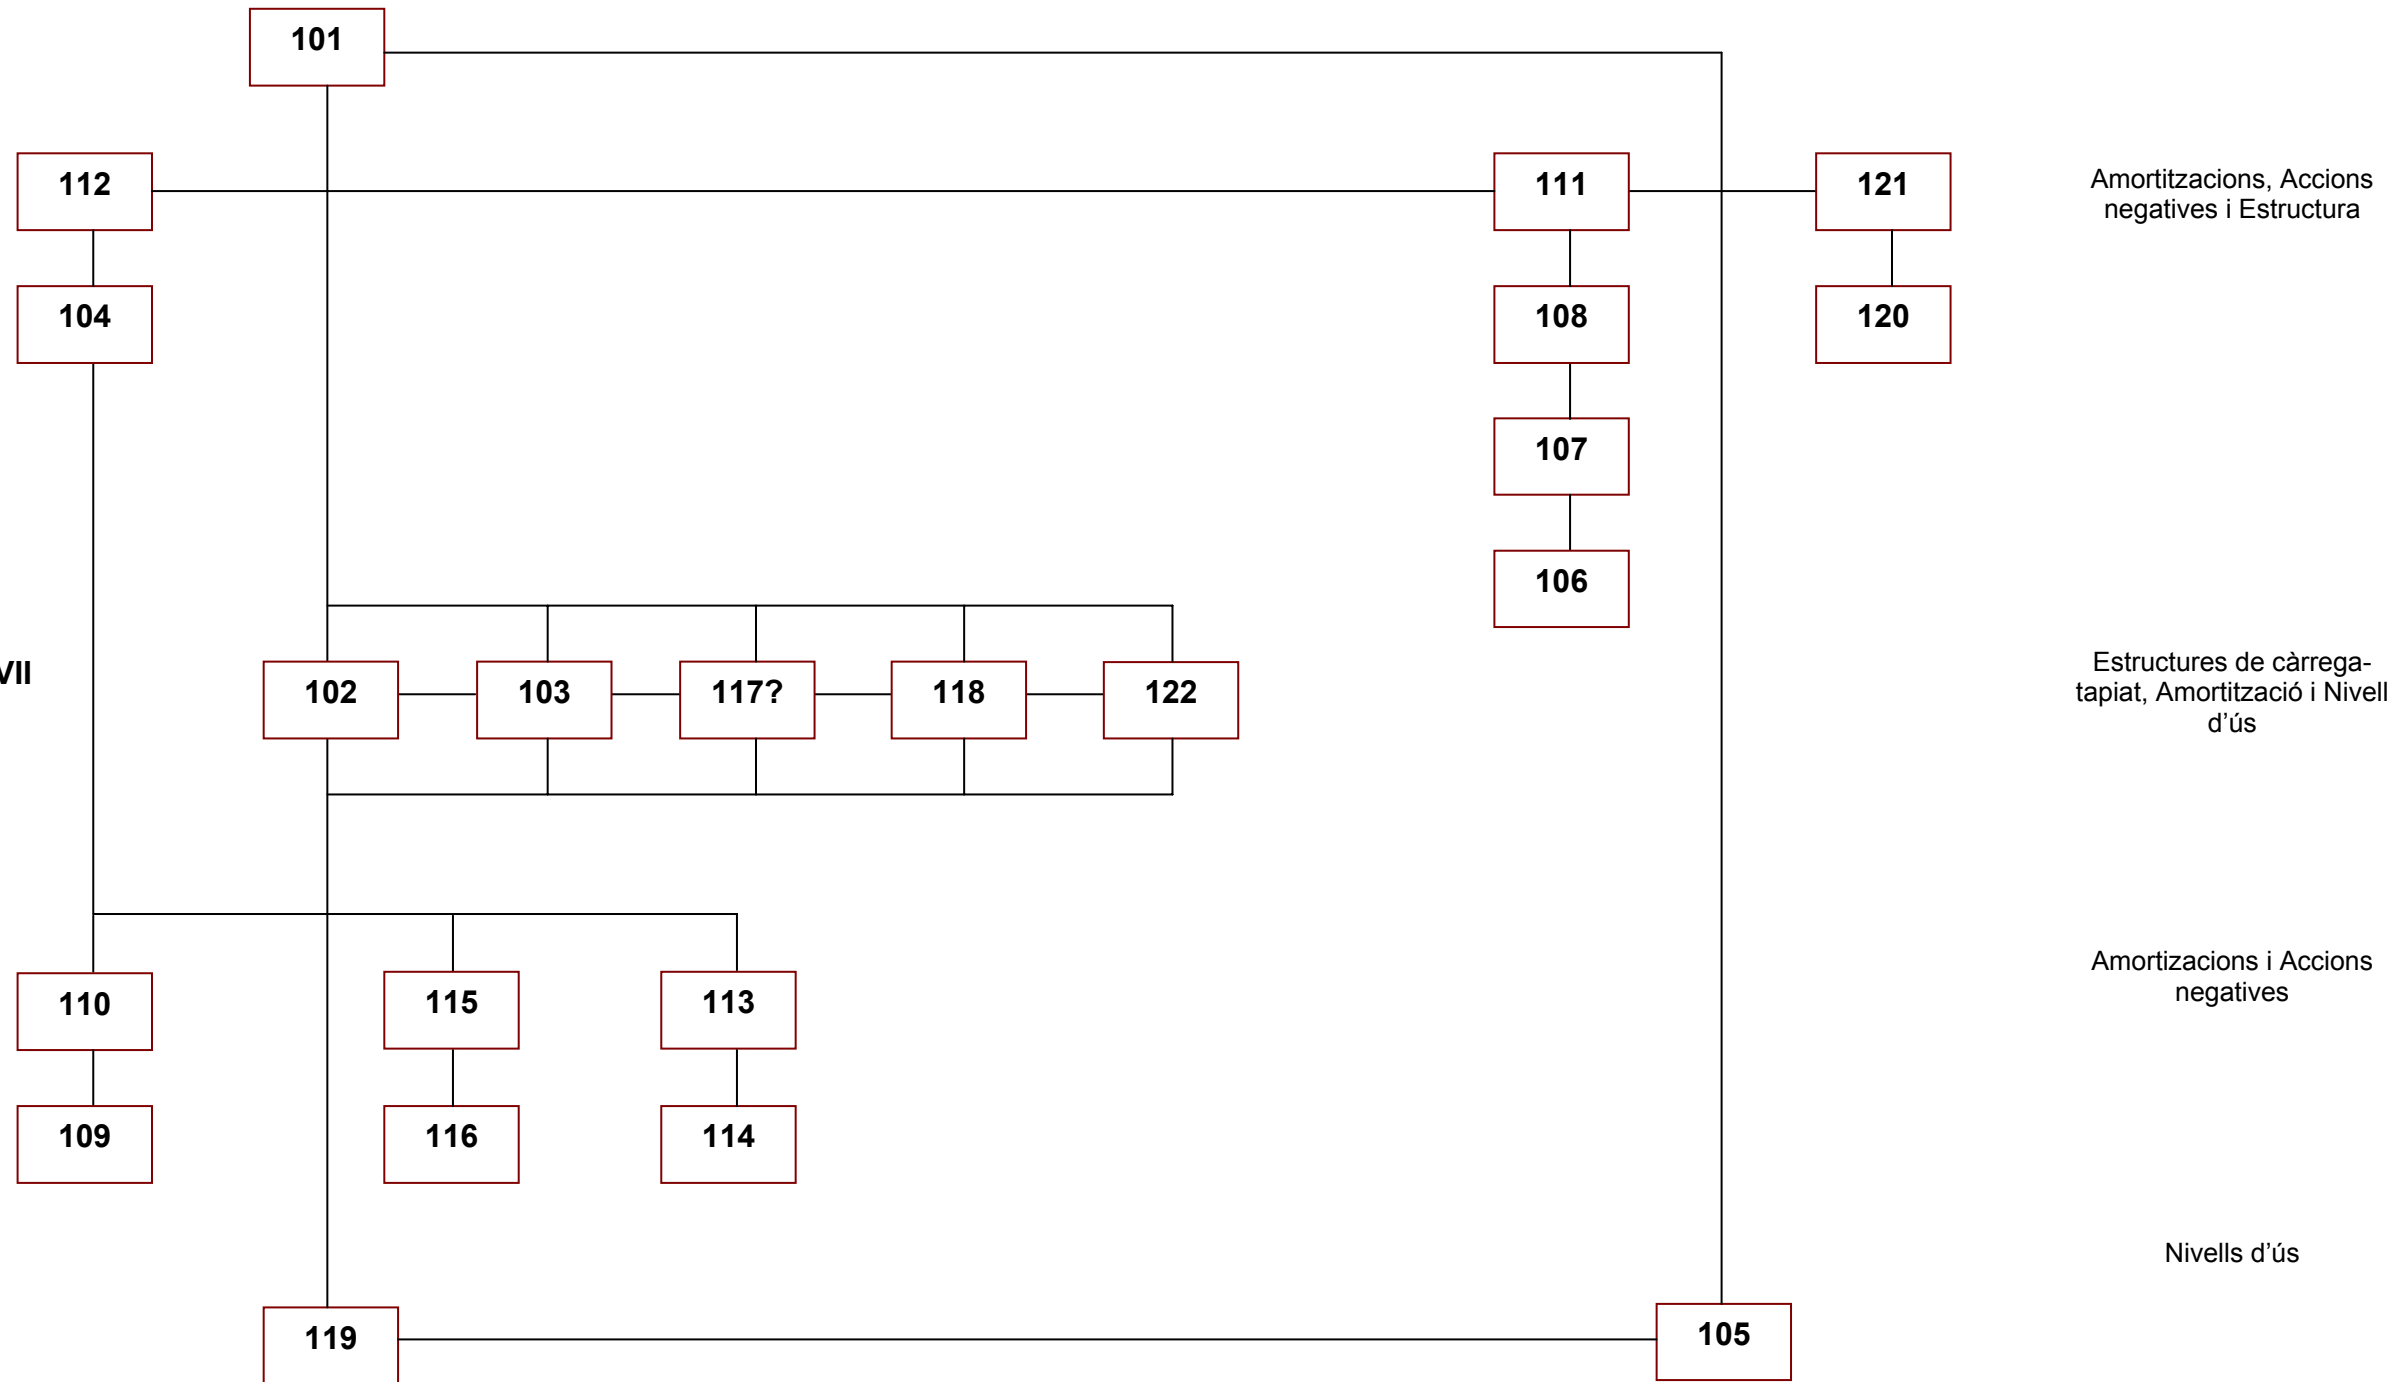 101
112
111
121
Amortitzacions, Accions
negatives i Estructura
104
108
120
107
106
VII
102
103
117?
118
122
Estructures de càrrega-
tapiat, Amortització i Nivell
d’ús
110
115
113
Amortizacions i Accions
negatives
109
116
114
Nivells d’ús
119
105